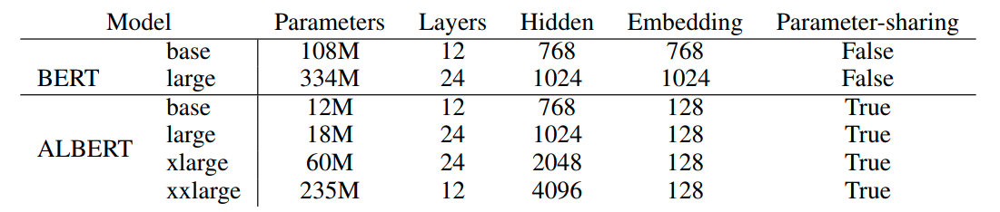 Model Parameters Layers Hidden Embedding Parameter-sharing
base 108M 12 768 768 False
BERT large 334M 24 1024 1024 False
base 12M 12 768 128 True
large 18M 24 1024 128 True
ALBERT
xlarge 60M 24 2048 128 True
xxlarge 235M 12 4096 128 True